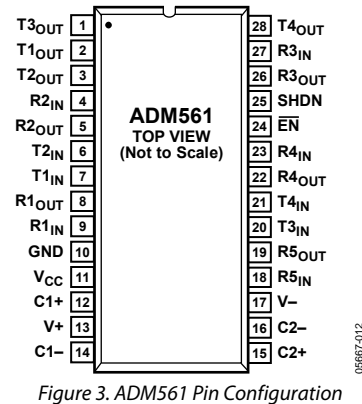 T3OUT 1
T1OUT 2
T2OUT 3
R2IN 4
R2OUT 5
T2IN 6
T1IN 7
R1OUT 8
R1IN 9
GND 10
VCC 11
C1+ 12
V+ 13
C1– 14
ADM561
TOP VIEW
(Not to Scale)
28 T4OUT
27 R3IN
26 R3OUT
25 SHDN
24 E̅N̅
23 R4IN
22 R4OUT
21 T4IN
20 T3IN
19 R5OUT
18 R5IN
17 V–
16 C2–
15 C2+
05667-012
Figure 3. ADM561 Pin Configuration